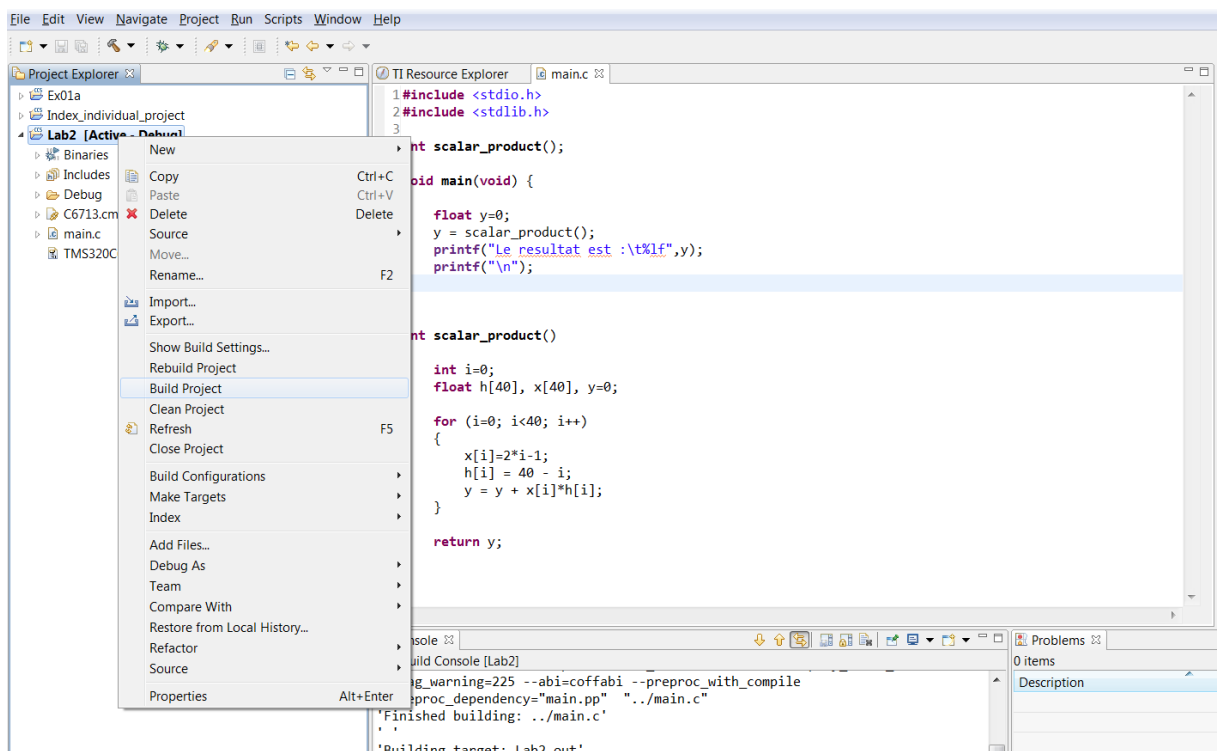 File Edit View Navigate Project Run Scripts Window Help
Project Explorer
Ex01a
Index_individual_project
Lab2 [Active - Debug]
Binaries
Includes
Debug
C6713.cm
main.c
TMS320C
New
Copy Ctrl+C
Paste Ctrl+V
Delete Delete
Source
Move...
Rename... F2
Import...
Export...
Show Build Settings...
Rebuild Project
Build Project
Clean Project
Refresh F5
Close Project
Build Configurations
Make Targets
Index
Add Files...
Debug As
Team
Compare With
Restore from Local History...
Refactor
Source
Properties Alt+Enter
TI Resource Explorer main.c
1 #include <stdio.h>
2 #include <stdlib.h>
3
nt scalar_product();
oid main(void) {
float y=0;
y = scalar_product();
printf("Le resultat est :\t%lf",y);
printf("\n");
nt scalar_product()
int i=0;
float h[40], x[40], y=0;
for (i=0; i<40; i++)
{
x[i]=2*i-1;
h[i] = 40 - i;
y = y + x[i]*h[i];
}
return y;
nsole
uild Console [Lab2]
ag_warning=225 --abi=coffabi --preproc_with_compile
eproc_dependency="main.pp" "../main.c"
'Finished building: ../main.c'
' '
'Building target: Lab2.out'
Problems
0 items
Description